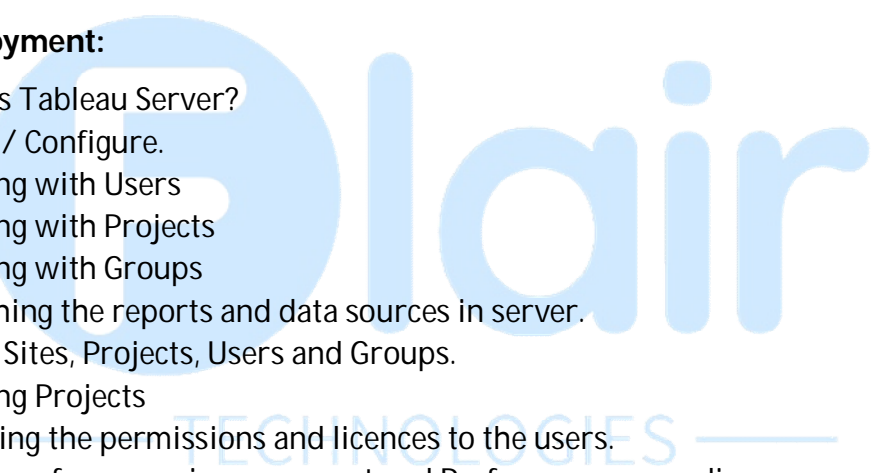 oyment:
s Tableau Server?
/ Configure.
ng with Users
ng with Projects
ng with Groups
ning the reports and data sources in server.
Sites, Projects, Users and Groups.
ng Projects
ing the permissions and licences to the users.
Flair
TECHNOLOGIES